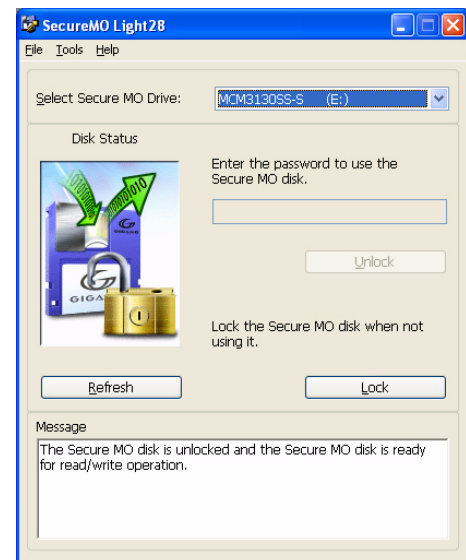 SecureMO Light28
File Tools Help
Select Secure MO Drive: MCM3130SS-S (E:)
Disk Status
Enter the password to use the
Secure MO disk.
Unlock
Lock the Secure MO disk when not
using it.
Refresh
Lock
Message
The Secure MO disk is unlocked and the Secure MO disk is ready
for read/write operation.